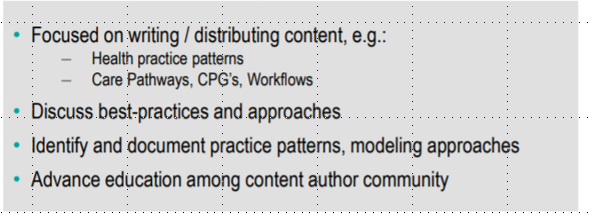 • Focused on writing / distributing content, e.g.:
– Health practice patterns
– Care Pathways, CPG's, Workflows
• Discuss best-practices and approaches
• Identify and document practice patterns, modeling approaches
• Advance education among content author community